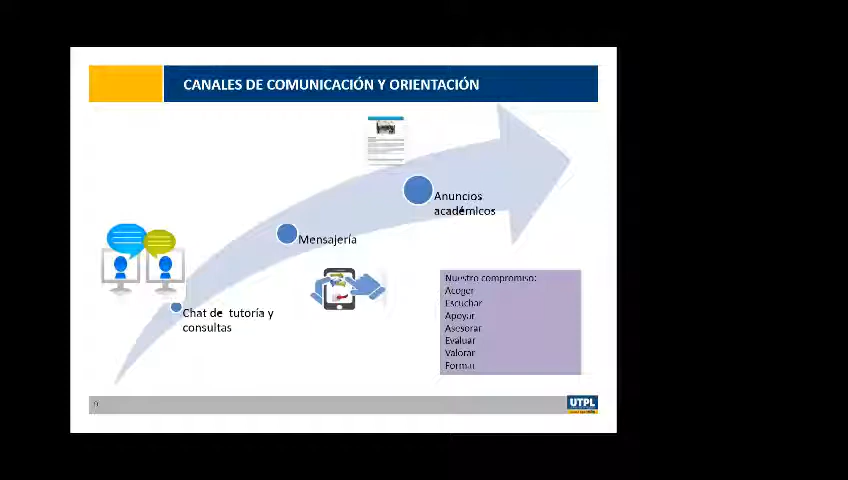 CANALES DE COMUNICACIÓN Y ORIENTACIÓN
Anuncios
académicos
Mensajería
Chat de tutoría y
consultas
Nuestro compromiso:
Acoger
Escuchar
Apoyar
Asesorar
Evaluar
Valorar
Formar
UTPL